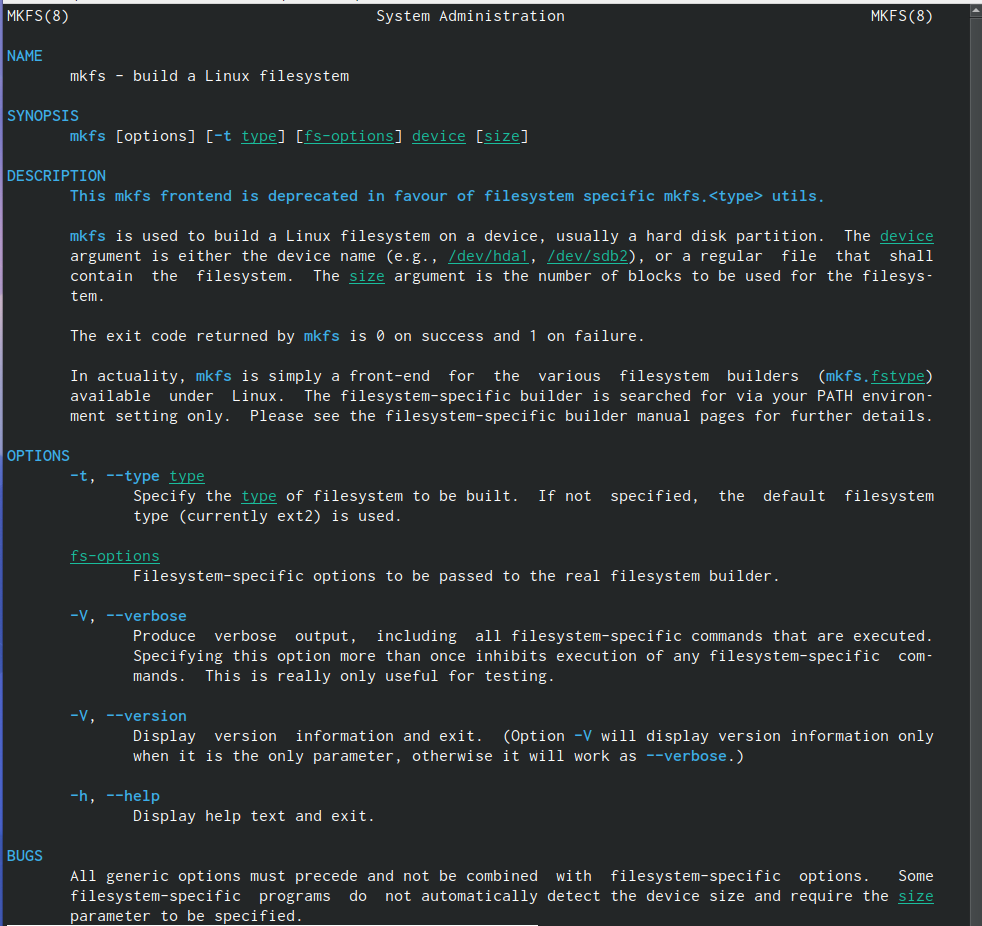 MKFS(8) System Administration MKFS(8)
NAME
mkfs - build a Linux filesystem
SYNOPSIS
mkfs [options] [-t type] [fs-options] device [size]
DESCRIPTION
This mkfs frontend is deprecated in favour of filesystem specific mkfs.<type> utils.
mkfs is used to build a Linux filesystem on a device, usually a hard disk partition. The device
argument is either the device name (e.g., /dev/hda1, /dev/sdb2), or a regular file that shall
contain the filesystem. The size argument is the number of blocks to be used for the filesys-
tem.
The exit code returned by mkfs is 0 on success and 1 on failure.
In actuality, mkfs is simply a front-end for the various filesystem builders (mkfs.fstype)
available under Linux. The filesystem-specific builder is searched for via your PATH environ-
ment setting only. Please see the filesystem-specific builder manual pages for further details.
OPTIONS
-t, --type type
Specify the type of filesystem to be built. If not specified, the default filesystem
type (currently ext2) is used.
fs-options
Filesystem-specific options to be passed to the real filesystem builder.
-V, --verbose
Produce verbose output, including all filesystem-specific commands that are executed.
Specifying this option more than once inhibits execution of any filesystem-specific com-
mands. This is really only useful for testing.
-V, --version
Display version information and exit. (Option -V will display version information only
when it is the only parameter, otherwise it will work as --verbose.)
-h, --help
Display help text and exit.
BUGS
All generic options must precede and not be combined with filesystem-specific options. Some
filesystem-specific programs do not automatically detect the device size and require the size
parameter to be specified.